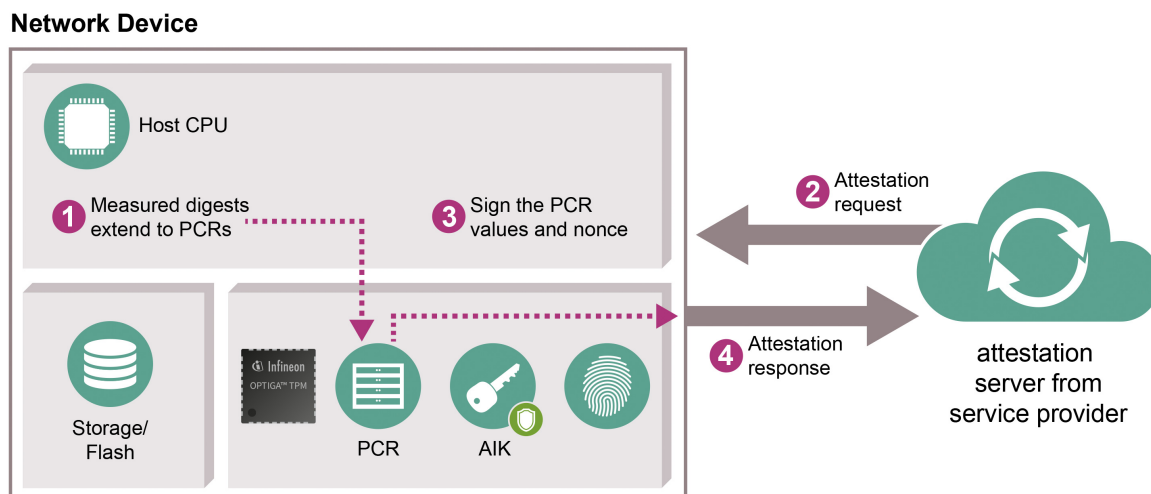 Network Device
Host CPU
1 Measured digests
extend to PCRs
3 Sign the PCR
values and nonce
2 Attestation
request
4 Attestation
response
attestation
server from
service provider
Storage/
Flash
Infineon
OPTIGA™ TPM
PCR
AIK